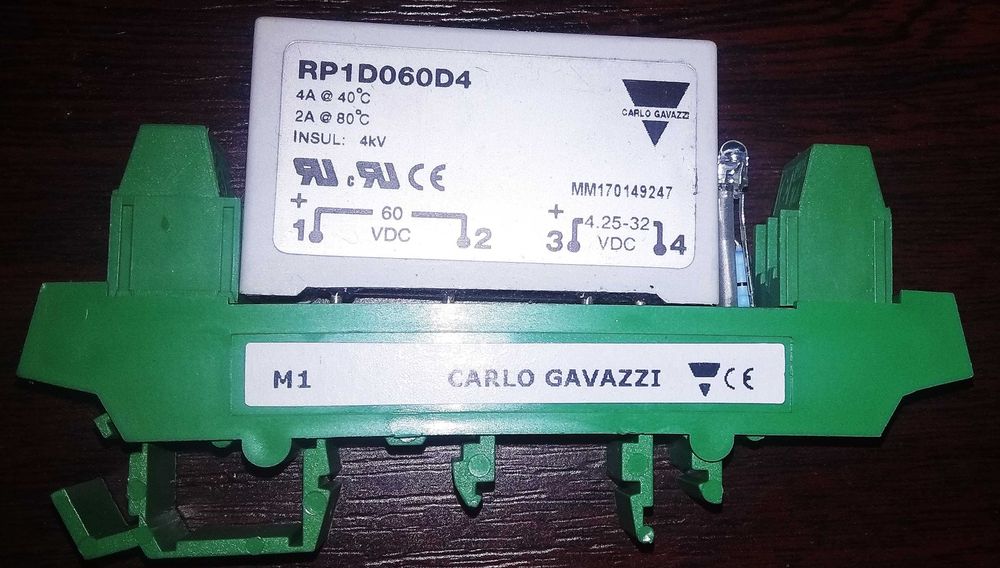 RP1D060D4
4A @ 40°C
2A @ 80°C
INSUL: 4kV
CARLO GAVAZZI
c
CE
MM170149247
+
1
60
VDC
2
+
3
4.25-32
VDC
4
M1
CARLO GAVAZZI
CE